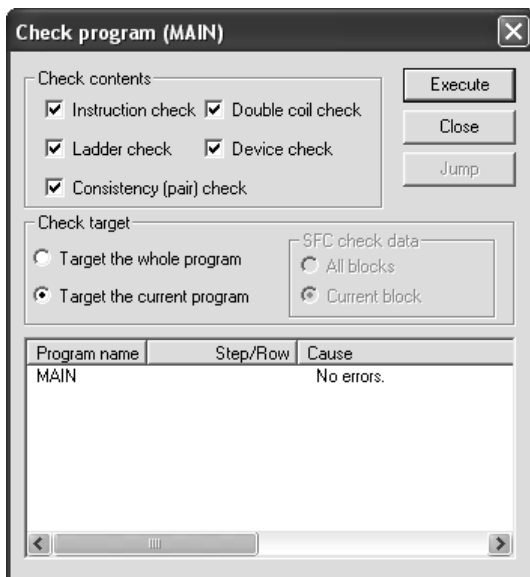 Check program (MAIN)
Check contents
Instruction check Double coil check
Ladder check Device check
Consistency (pair) check
Execute
Close
Jump
Check target
Target the whole program
Target the current program
SFC check data
All blocks
Current block
Program name Step/Row Cause
MAIN No errors.